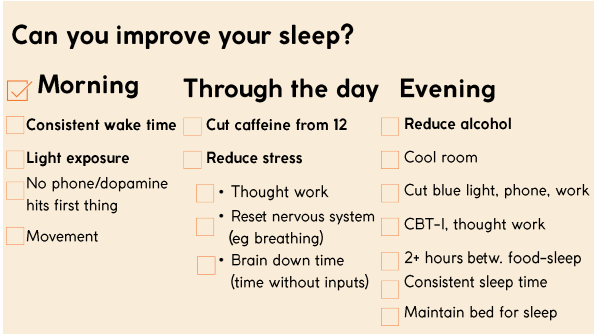 Can you improve your sleep?
Morning
Consistent wake time
Light exposure
No phone/dopamine
hits first thing
Movement
Through the day
Cut caffeine from 12
Reduce stress
• Thought work
• Reset nervous system
(eg breathing)
• Brain down time
(time without inputs)
Evening
Reduce alcohol
Cool room
Cut blue light, phone, work
CBT-I, thought work
2+ hours betw. food-sleep
Consistent sleep time
Maintain bed for sleep